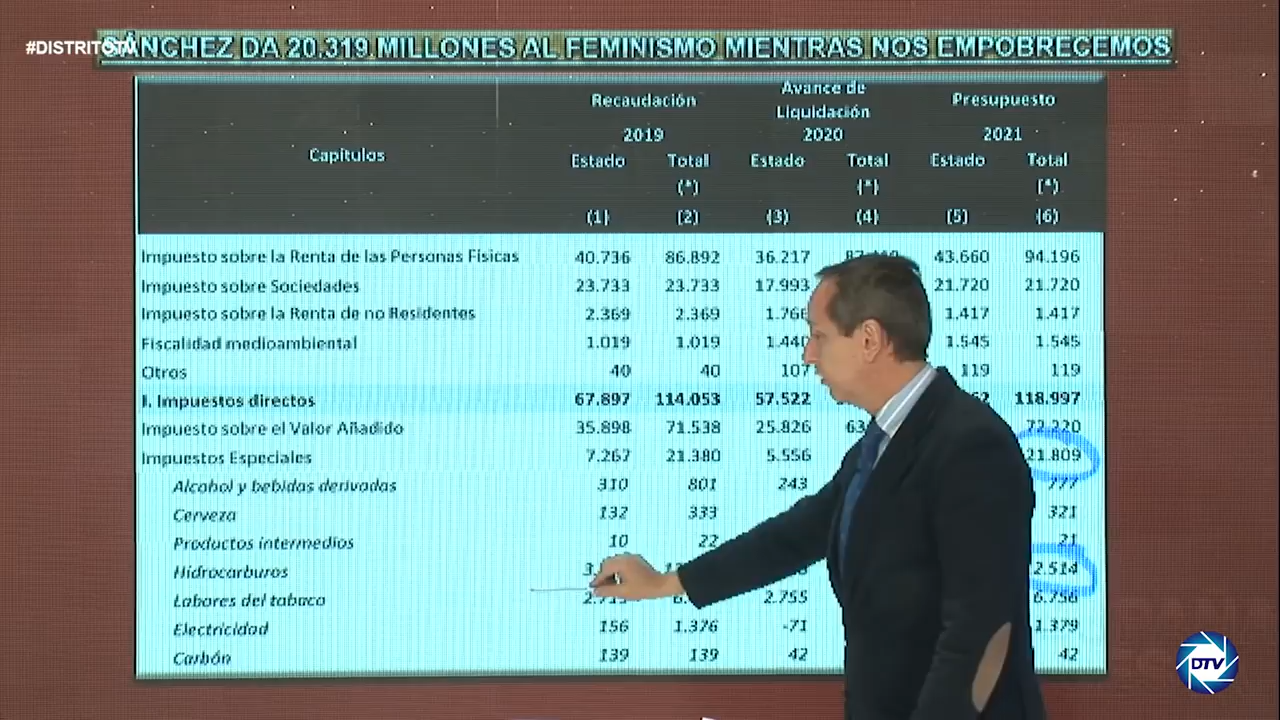 #DISTRITOTV
SÁNCHEZ DA 20.319 MILLONES AL FEMINISMO MIENTRAS NOS EMPOBRECEMOS
Capítulos Recaudación Avance de Liquidación Presupuesto
2019 2020 2021
Estado Total Estado Total Estado Total
(*) (*) (*)
(1) (2) (3) (4) (5) (6)
Impuesto sobre la Renta de las Personas Físicas 40.736 86.892 36.217 43.660 94.196
Impuesto sobre Sociedades 23.733 23.733 17.993 21.720 21.720
Impuesto sobre la Renta de no Residentes 2.369 2.369 1.417 1.417
Fiscalidad medioambiental 1.019 1.019 1.545 1.545
Otros 40 40 107 119 119
I. Impuestos directos 67.897 114.053 57.522 118.997
Impuesto sobre el Valor Añadido 35.898 71.538 25.826 72.220
Impuestos Especiales 7.267 21.380 5.556 21.809
Alcohol y bebidas derivadas 310 801 243 777
Cerveza 132 333 321
Productos intermedios 10 22 21
Hidrocarburos
Labores del tabaco 2.755 6.756
Electricidad 156 1.376 -71 1.379
Carbón 139 139 42 42
DTV